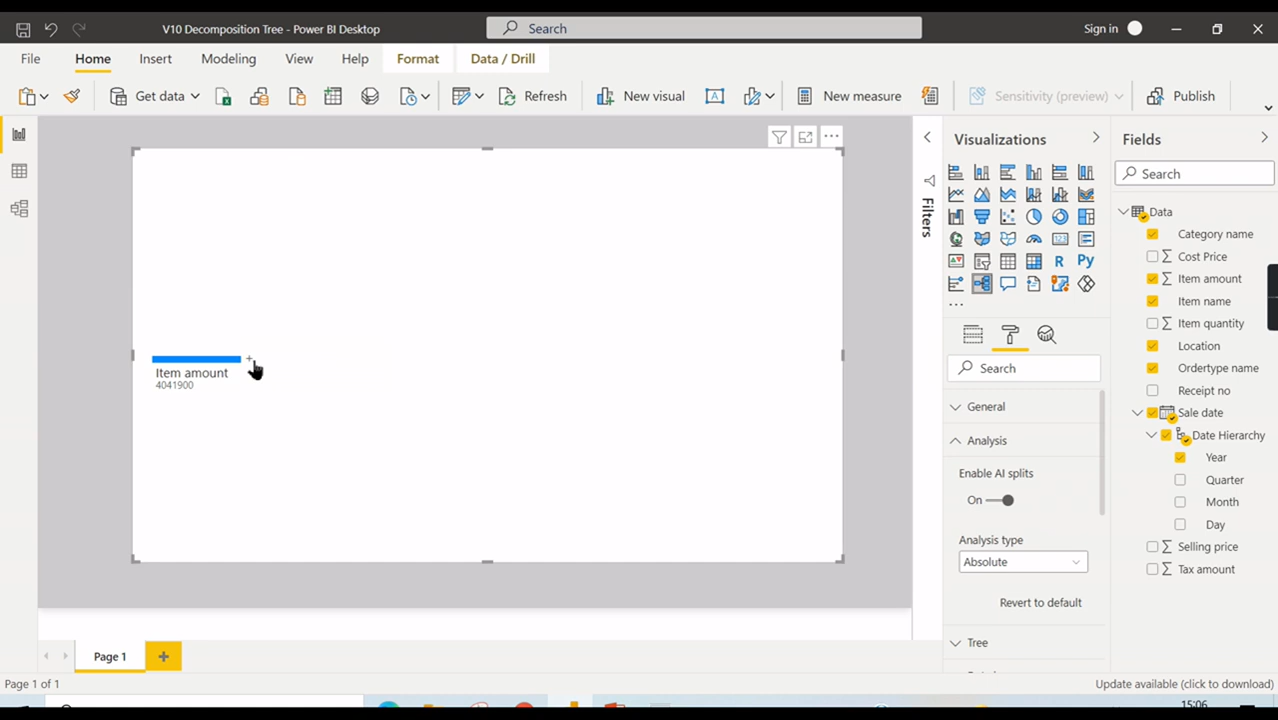 V10 Decomposition Tree - Power BI Desktop
Search
Sign in
File
Home
Insert
Modeling
View
Help
Format
Data / Drill
Get data
Refresh
New visual
New measure
Sensitivity (preview)
Publish
Item amount
4041900
Filters
Visualizations
R
Py
123
Search
General
Analysis
Enable AI splits
On
Analysis type
Absolute
Revert to default
Tree
Fields
Search
Data
Category name
Cost Price
Item amount
Item name
Item quantity
Location
Ordertype name
Receipt no
Sale date
Date Hierarchy
Year
Quarter
Month
Day
Selling price
Tax amount
Page 1
Page 1 of 1
Update available (click to download)
15:06